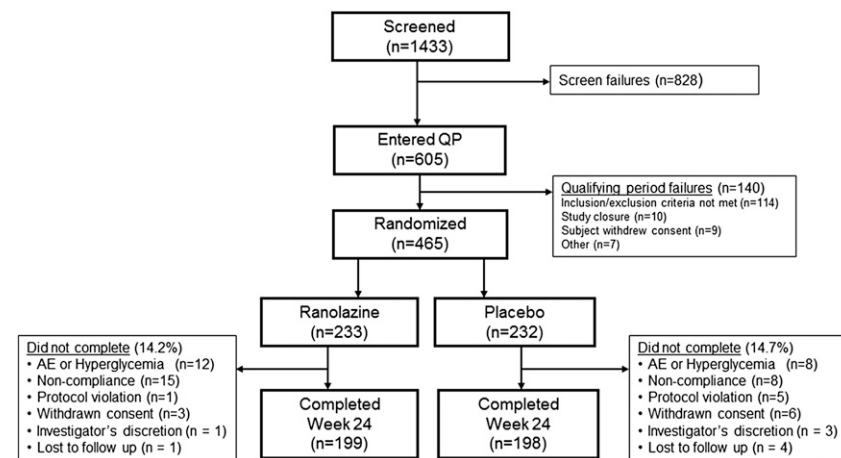 Screened
(n=1433)
Screen failures (n=828)
Entered QP
(n=605)
Qualifying period failures (n=140)
Inclusion/exclusion criteria not met (n=114)
Study closure (n=10)
Subject withdrew consent (n=9)
Other (n=7)
Randomized
(n=465)
Ranolazine
(n=233)
Placebo
(n=232)
Did not complete (14.2%)
• AE or Hyperglycemia (n=12)
• Non-compliance (n=15)
• Protocol violation (n=1)
• Withdrawn consent (n=3)
• Investigator's discretion (n = 1)
• Lost to follow up (n = 1)
Did not complete (14.7%)
• AE or Hyperglycemia (n=8)
• Non-compliance (n=8)
• Protocol violation (n=5)
• Withdrawn consent (n=6)
• Investigator's discretion (n = 3)
• Lost to follow up (n = 4)
Completed
Week 24
(n=199)
Completed
Week 24
(n=198)